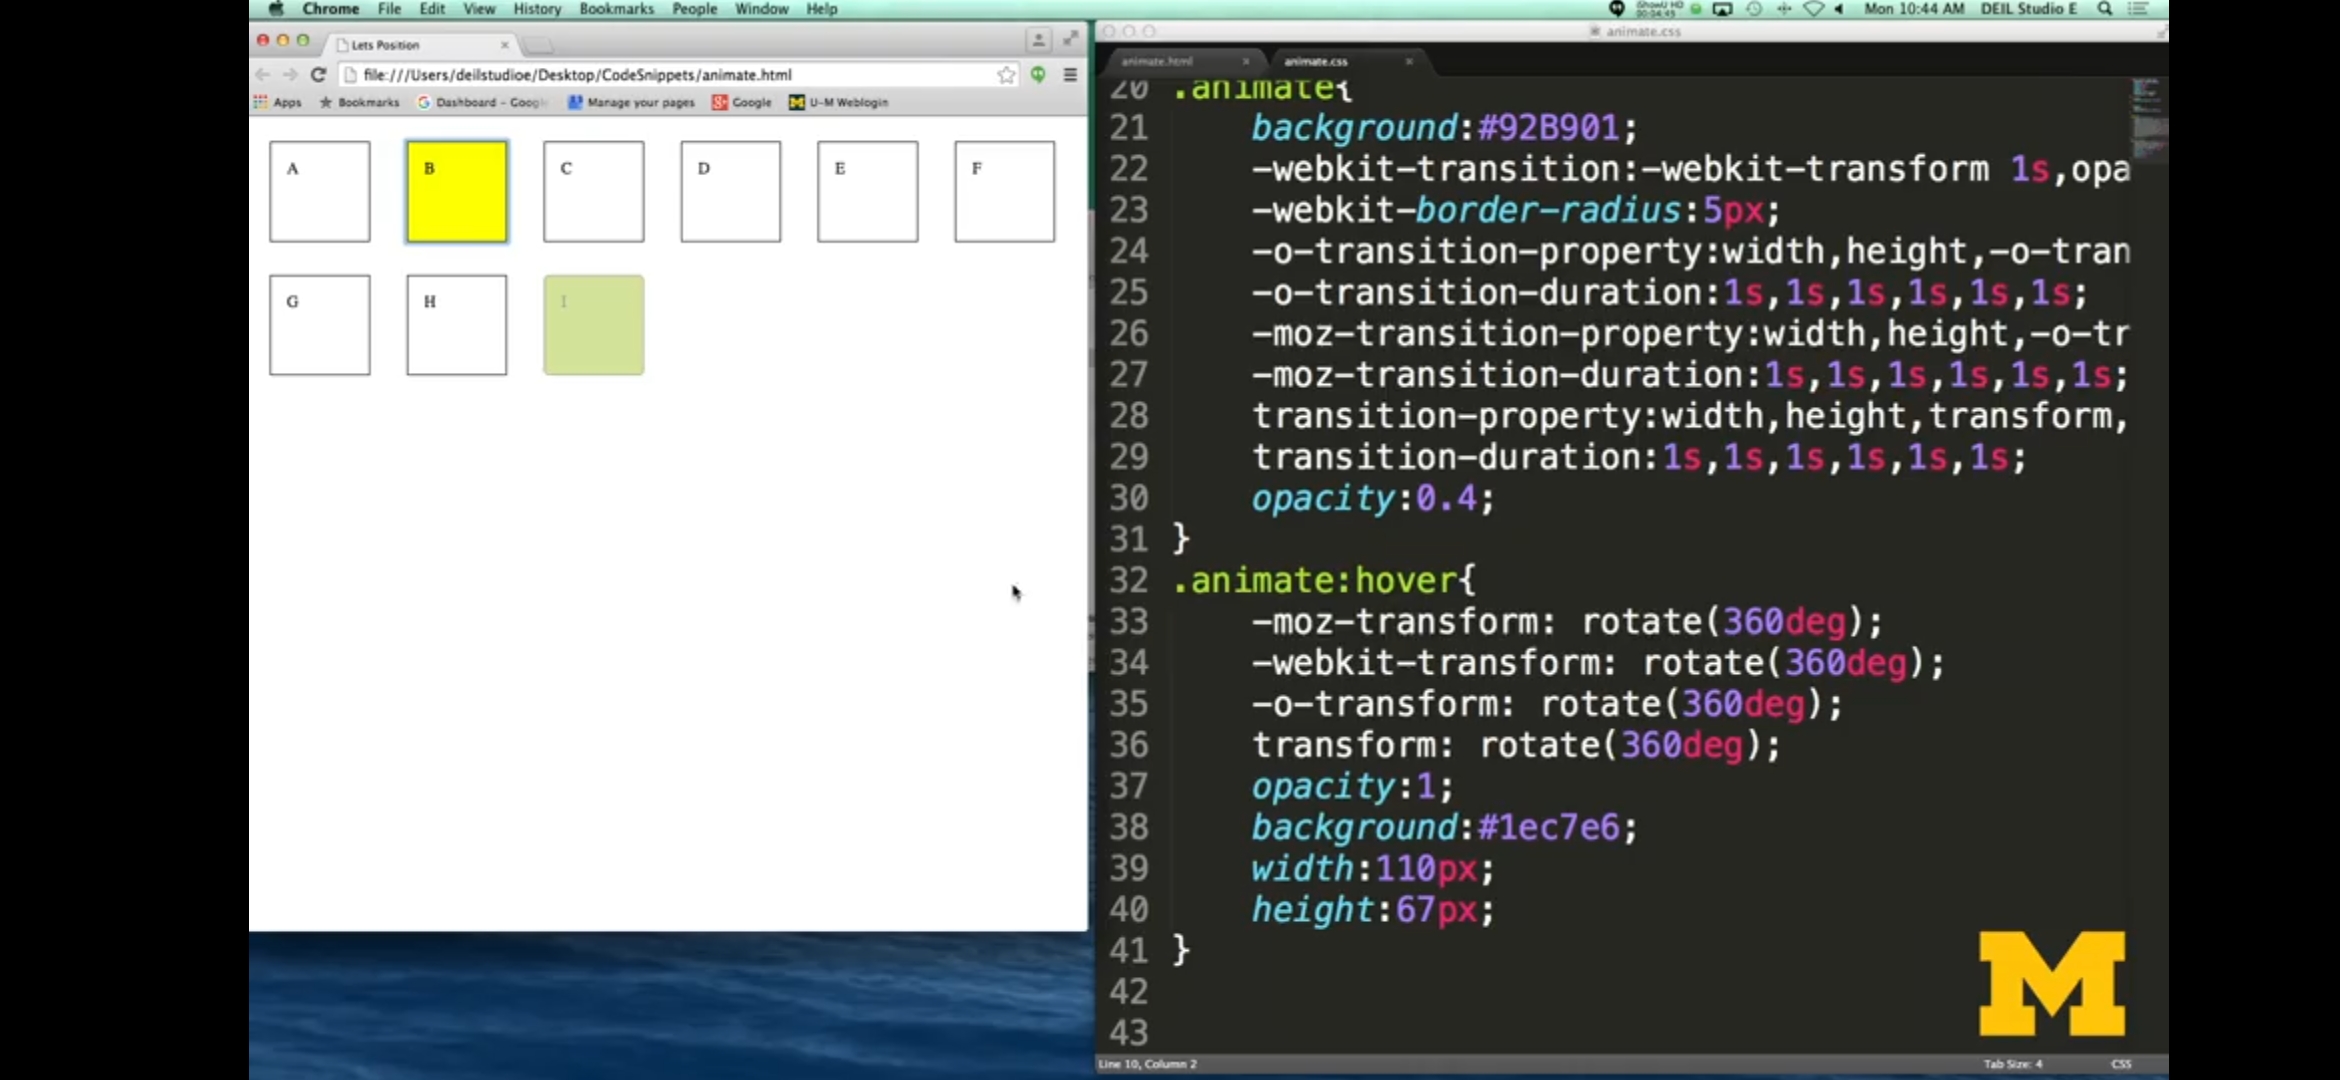 Chrome File Edit View History Bookmarks People Window Help
Mon 10:44 AM DEIL Studio E
Lets Position
file:///Users/deilstudioe/Desktop/CodeSnippets/animate.html
Apps Bookmarks Dashboard - Googl Manage your pages Google U-M Weblogin
A B C D E F
G H I
animate.css
animate.html animate.css
20 .animate{
21 background:#92B901;
22 -webkit-transition:-webkit-transform 1s,opa
23 -webkit-border-radius:5px;
24 -o-transition-property:width,height,-o-tran
25 -o-transition-duration:1s,1s,1s,1s,1s,1s;
26 -moz-transition-property:width,height,-o-tr
27 -moz-transition-duration:1s,1s,1s,1s,1s,1s;
28 transition-property:width,height,transform,
29 transition-duration:1s,1s,1s,1s,1s,1s;
30 opacity:0.4;
31 }
32 .animate:hover{
33 -moz-transform: rotate(360deg);
34 -webkit-transform: rotate(360deg);
35 -o-transform: rotate(360deg);
36 transform: rotate(360deg);
37 opacity:1;
38 background:#1ec7e6;
39 width:110px;
40 height:67px;
41 }
42
43
M
Line 10, Column 2 Tab Size: 4 CSS